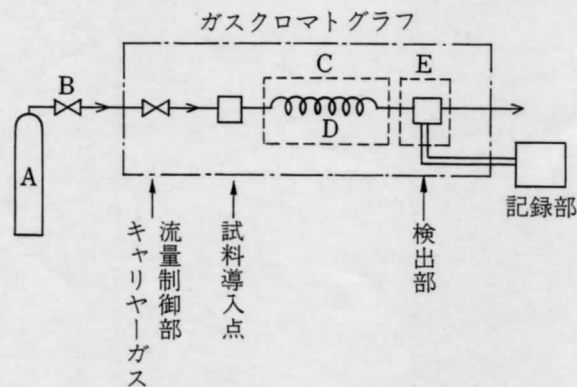 ガスクロマトグラフ
B
C
E
A
D
記録部
キャリヤーガス
流量制御部
試料導入点
検出部